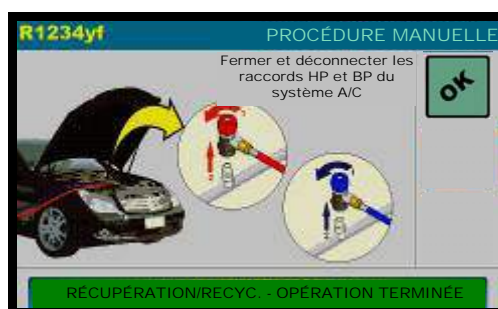 R1234yf
PROCÉDURE MANUELLE
Fermer et déconnecter les
raccords HP et BP du
système A/C
OK
RÉCUPÉRATION/RECYC. - OPÉRATION TERMINÉE